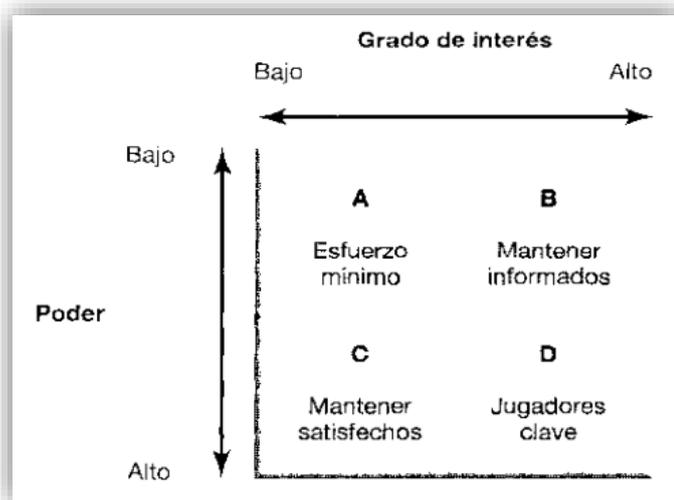 Grado de interés
Bajo
Alto
Bajo
A
B
Esfuerzo
mínimo
Mantener
informados
Poder
C
D
Mantener
satisfechos
Jugadores
clave
Alto